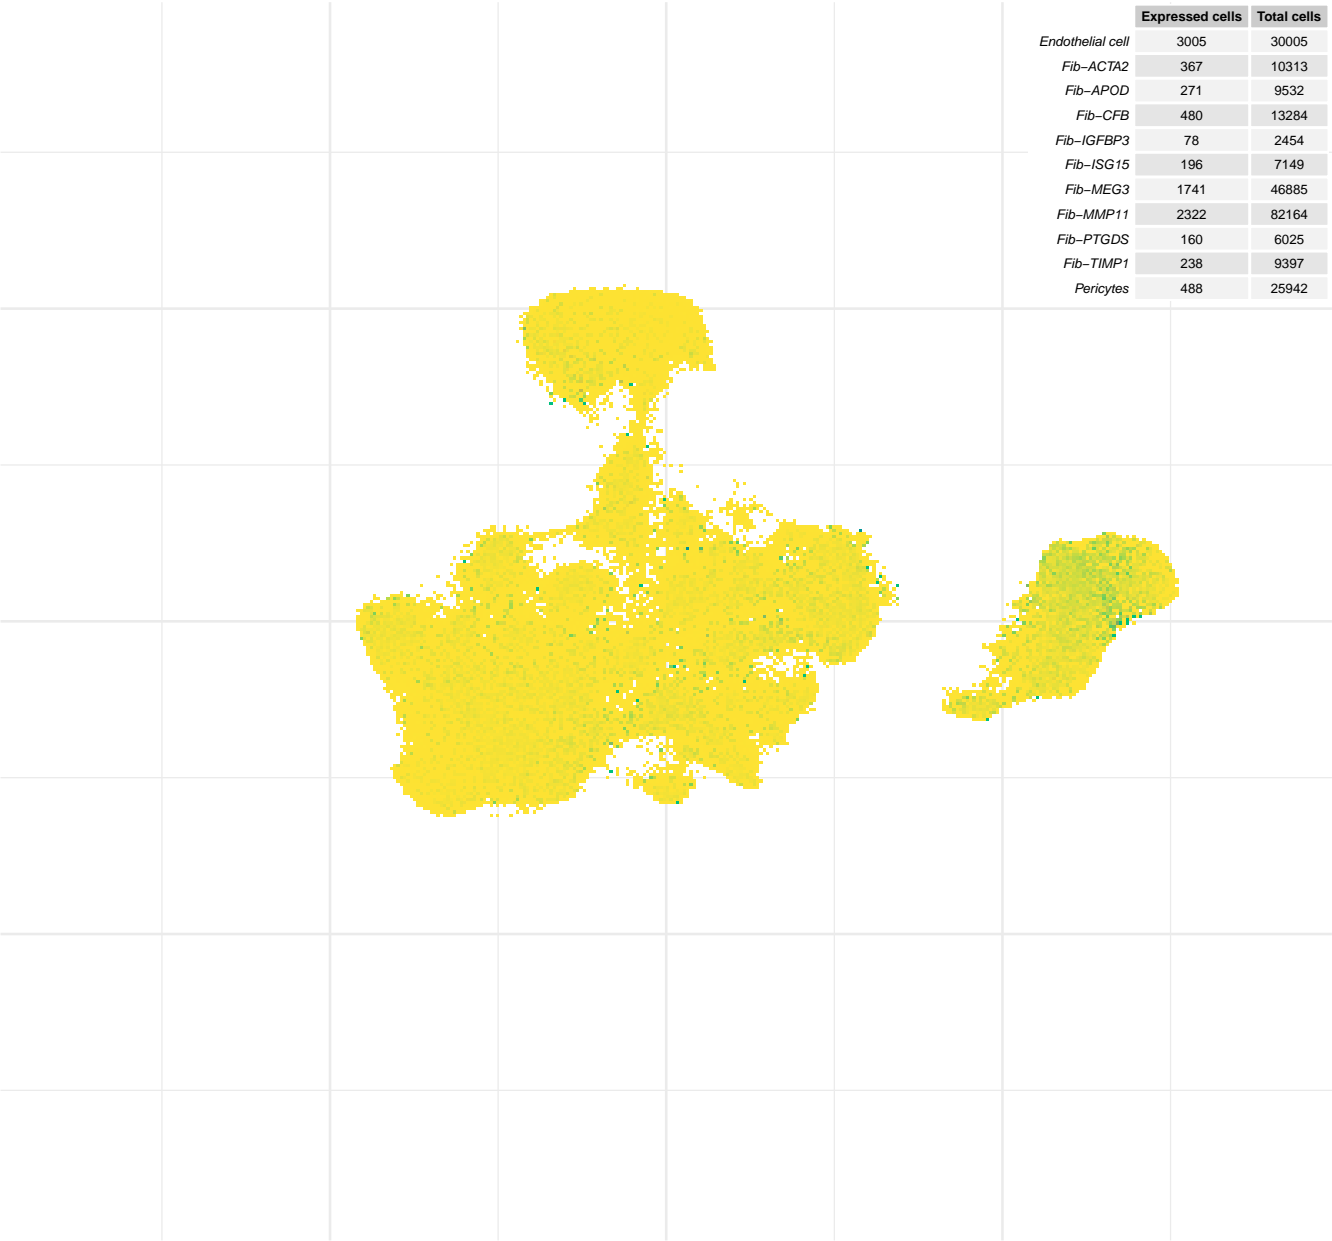 Expressed cells Total cells
Endothelial cell 3005 30005
Fib−ACTA2 367 10313
Fib−APOD 271 9532
Fib−CFB 480 13284
Fib−IGFBP3 78 2454
Fib−ISG15 196 7149
Fib−MEG3 1741 46885
Fib−MMP11 2322 82164
Fib−PTGDS 160 6025
Fib−TIMP1 238 9397
Pericytes 488 25942